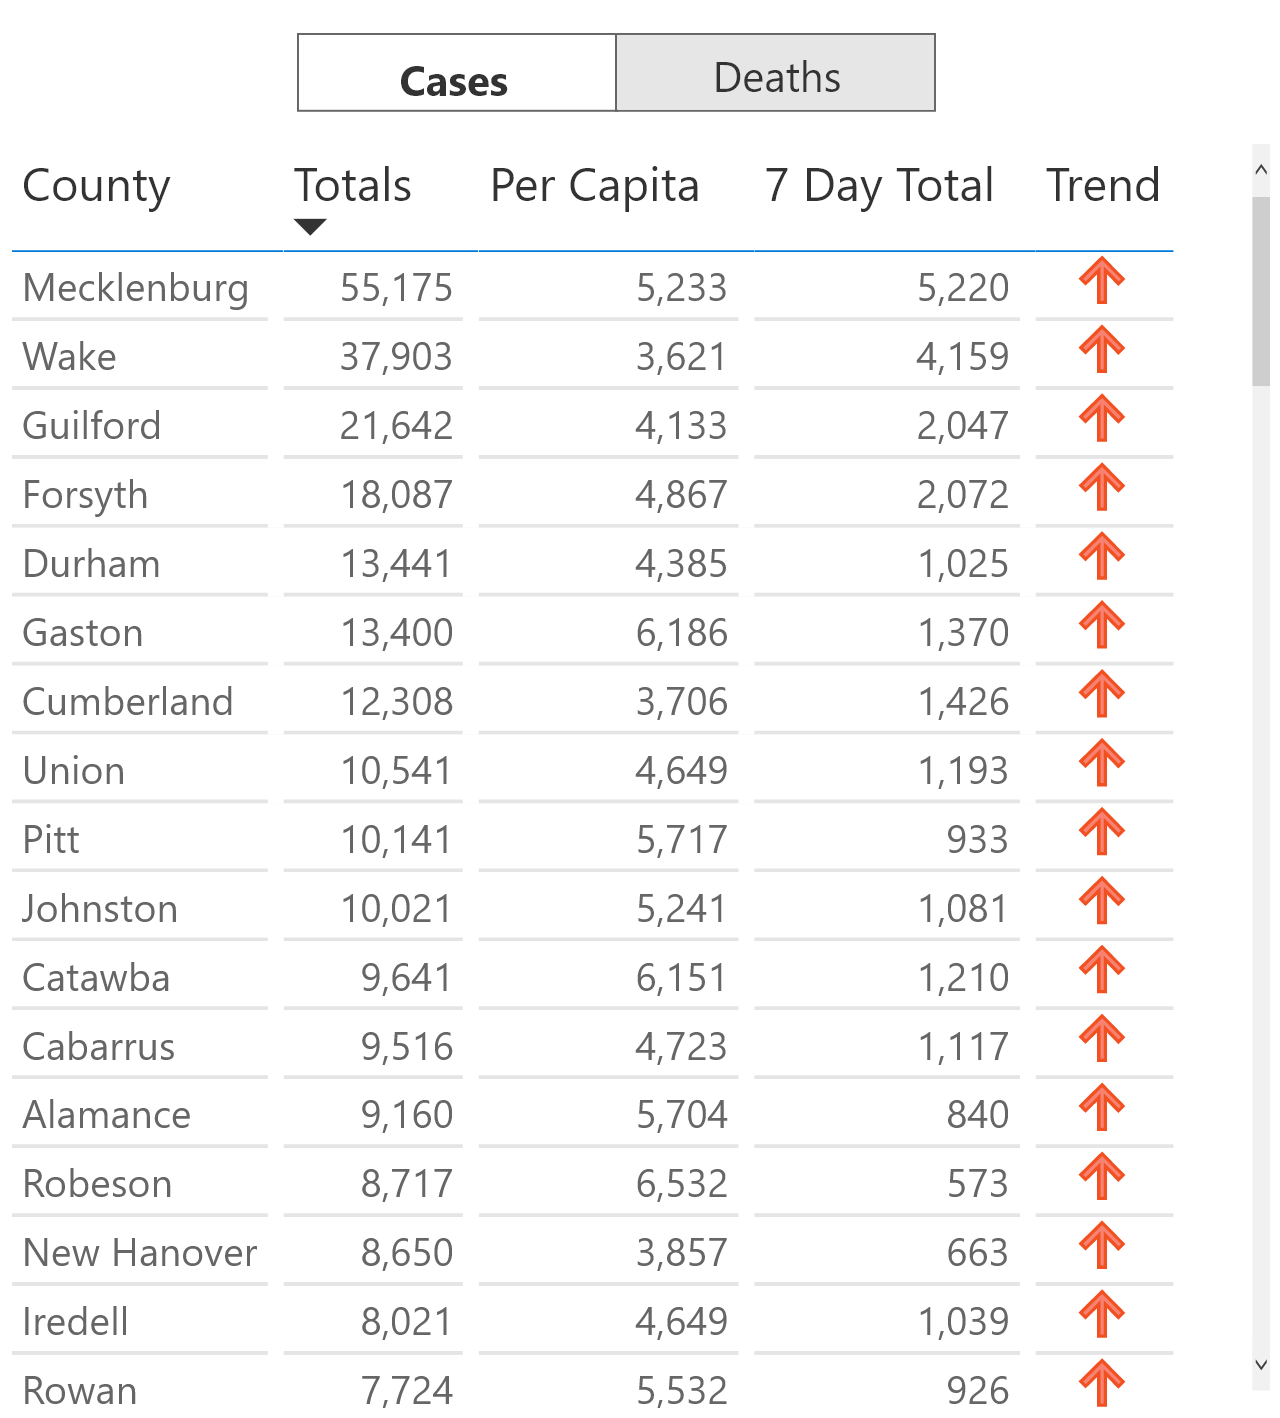 Cases Deaths
County Totals Per Capita 7 Day Total Trend
Mecklenburg 55,175 5,233 5,220
Wake 37,903 3,621 4,159
Guilford 21,642 4,133 2,047
Forsyth 18,087 4,867 2,072
Durham 13,441 4,385 1,025
Gaston 13,400 6,186 1,370
Cumberland 12,308 3,706 1,426
Union 10,541 4,649 1,193
Pitt 10,141 5,717 933
Johnston 10,021 5,241 1,081
Catawba 9,641 6,151 1,210
Cabarrus 9,516 4,723 1,117
Alamance 9,160 5,704 840
Robeson 8,717 6,532 573
New Hanover 8,650 3,857 663
Iredell 8,021 4,649 1,039
Rowan 7,724 5,532 926